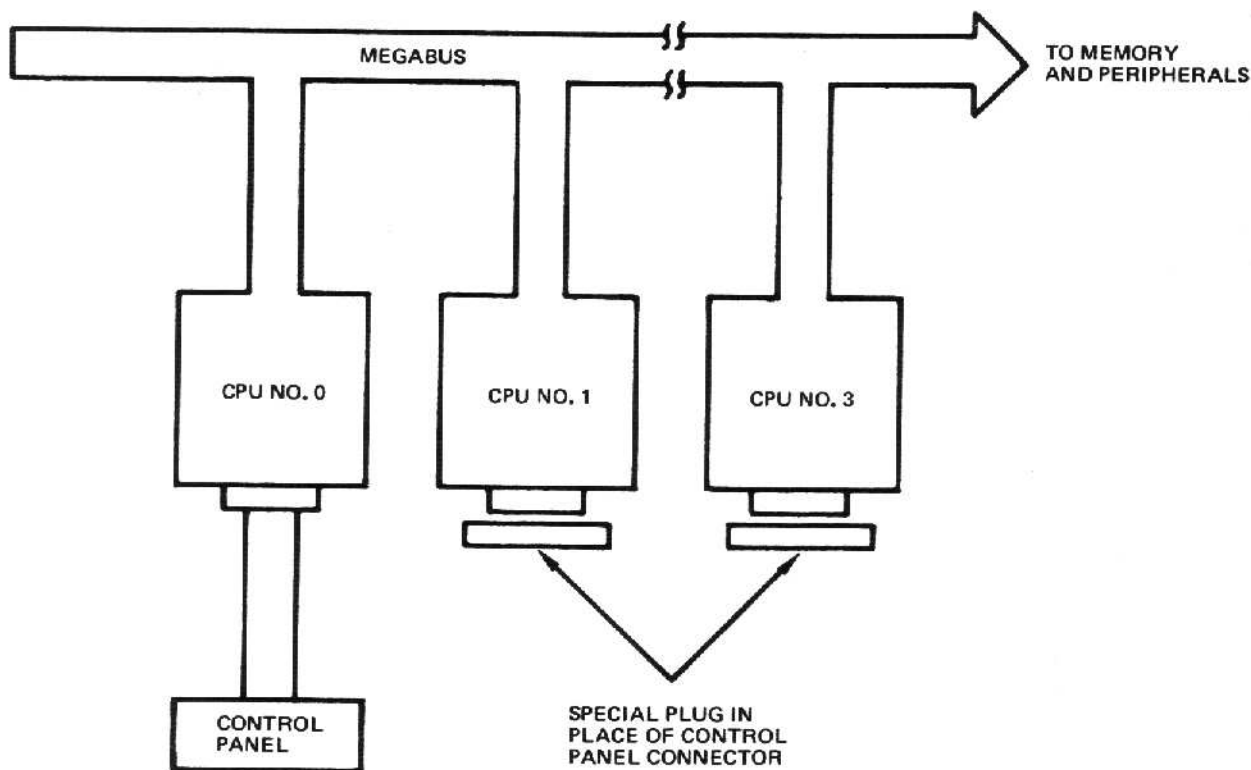 MEGABUS
TO MEMORY
AND PERIPHERALS
CPU NO. 0
CPU NO. 1
CPU NO. 3
CONTROL
PANEL
SPECIAL PLUG IN
PLACE OF CONTROL
PANEL CONNECTOR